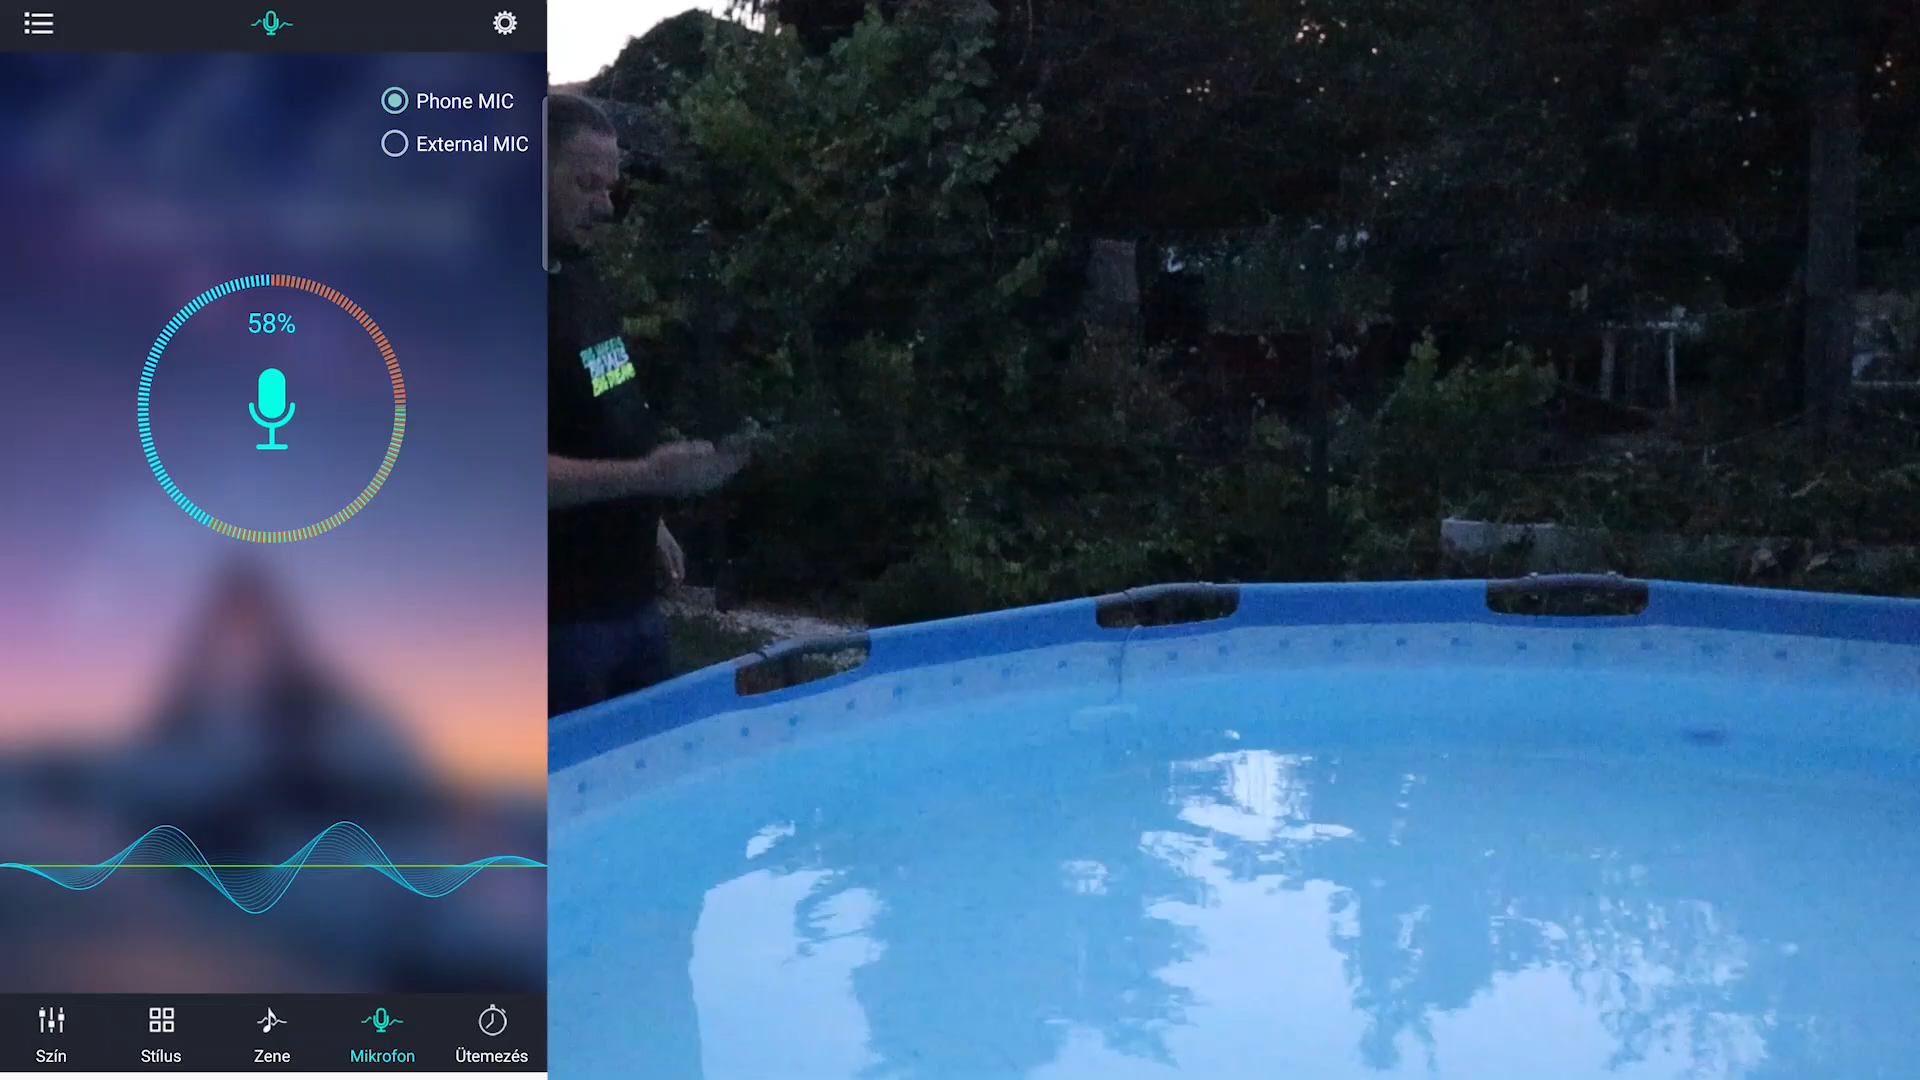 Phone MIC
External MIC
58%
Szín
Stílus
Zene
Mikrofon
Ütemezés